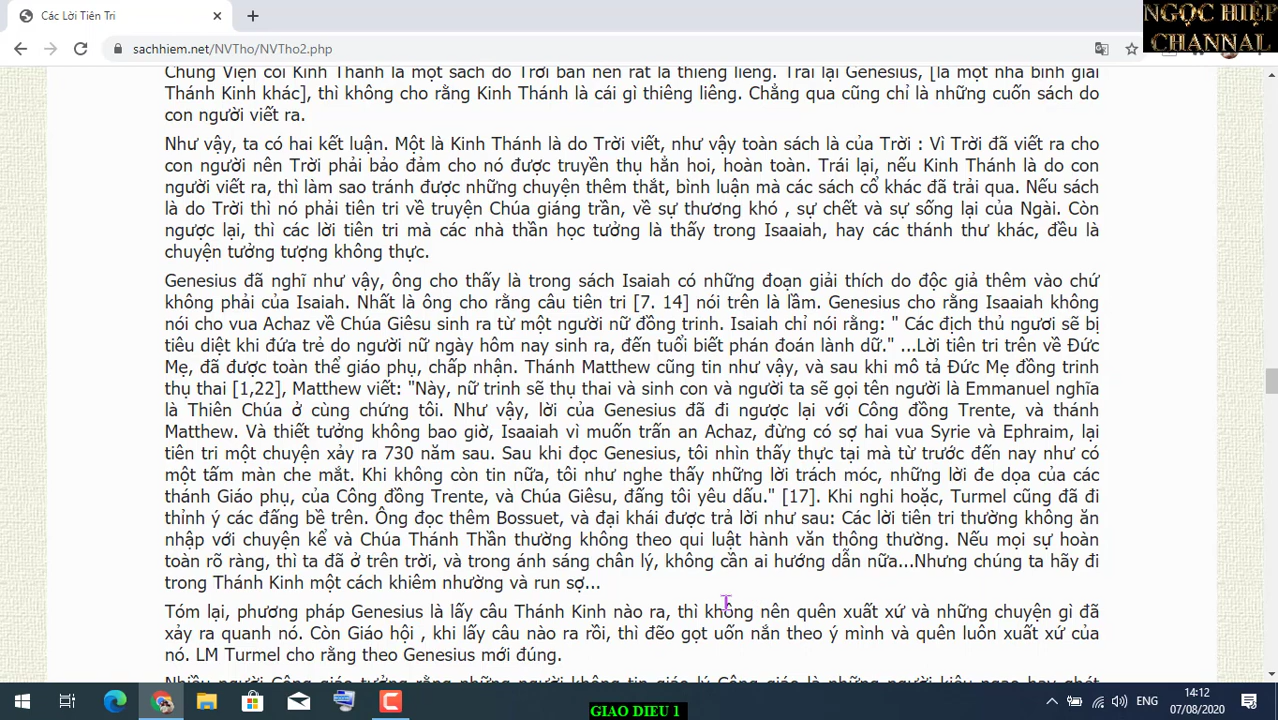 Các Lời Tiên Tri
NGỌC HIỆP
CHANNAL
sachhiem.net/NVTho/NVTho2.php
Chủng Viện coi Kinh Thánh là một sách do Trời ban nên rất là thiêng liêng. Trái lại Genesius, [là một nhà bình giải
Thánh Kinh khác], thì không cho rằng Kinh Thánh là cái gì thiêng liêng. Chẳng qua cũng chỉ là những cuốn sách do
con người viết ra.
Như vậy, ta có hai kết luận. Một là Kinh Thánh là do Trời viết, như vậy toàn sách là của Trời : Vì Trời đã viết ra cho
con người nên Trời phải bảo đảm cho nó được truyền thụ hẳn hoi, hoàn toàn. Trái lại, nếu Kinh Thánh là do con
người viết ra, thì làm sao tránh được những chuyện thêm thắt, bình luận mà các sách cổ khác đã trải qua. Nếu sách
là do Trời thì nó phải tiên tri về truyện Chúa giáng trần, về sự thương khó , sự chết và sự sống lại của Ngài. Còn
ngược lại, thì các lời tiên tri mà các nhà thần học tưởng là thấy trong Isaaiah, hay các thánh thư khác, đều là
chuyện tưởng tượng không thực.
Genesius đã nghĩ như vậy, ông cho thấy là trong sách Isaiah có những đoạn giải thích do độc giả thêm vào chứ
không phải của Isaiah. Nhất là ông cho rằng câu tiên tri [7. 14] nói trên là lầm. Genesius cho rằng Isaaiah không
nói cho vua Achaz về Chúa Giêsu sinh ra từ một người nữ đồng trinh. Isaiah chỉ nói rằng: " Các địch thủ ngươi sẽ bị
tiêu diệt khi đứa trẻ do người nữ ngày hôm nay sinh ra, đến tuổi biết phán đoán lành dữ." ...Lời tiên tri trên về Đức
Mẹ, đã được toàn thể giáo phụ, chấp nhận. Thánh Matthew cũng tin như vậy, và sau khi mô tả Đức Mẹ đồng trinh
thụ thai [1,22], Matthew viết: "Này, nữ trinh sẽ thụ thai và sinh con và người ta sẽ gọi tên người là Emmanuel nghĩa
là Thiên Chúa ở cùng chứng tôi. Như vậy, lời của Genesius đã đi ngược lại với Công đồng Trente, và thánh
Matthew. Và thiết tưởng không bao giờ, Isaaiah vì muốn trấn an Achaz, đừng có sợ hai vua Syrie và Ephraim, lại
tiên tri một chuyện xảy ra 730 năm sau. Sau khi đọc Genesius, tôi nhìn thấy thực tại mà từ trước đến nay như có
một tấm màn che mắt. Khi không còn tin nữa, tôi như nghe thấy những lời trách móc, những lời đe dọa của các
thánh Giáo phụ, của Công đồng Trente, và Chúa Giêsu, đấng tôi yêu dấu." [17]. Khi nghi hoặc, Turmel cũng đã đi
thỉnh ý các đấng bề trên. Ông đọc thêm Bossuet, và đại khái được trả lời như sau: Các lời tiên tri thường không ăn
nhập với chuyện kể và Chúa Thánh Thần thường không theo qui luật hành văn thông thường. Nếu mọi sự hoàn
toàn rõ ràng, thì ta đã ở trên trời, và trong ánh sáng chân lý, không cần ai hướng dẫn nữa...Nhưng chúng ta hãy đi
trong Thánh Kinh một cách khiêm nhường và run sợ...
Tóm lại, phương pháp Genesius là lấy câu Thánh Kinh nào ra, thì không nên quên xuất xứ và những chuyện gì đã
xảy ra quanh nó. Còn Giáo hội , khi lấy câu nào ra rồi, thì đẽo gọt uốn nắn theo ý mình và quên luôn xuất xứ của
nó. LM Turmel cho rằng theo Genesius mới đúng.
Nhiều người Công giáo tưởng rằng những người không tin giáo lý Công giáo là những người kiêu ngạo hay ghét
ENG
14:12
07/08/2020
GIAO DIEU 1